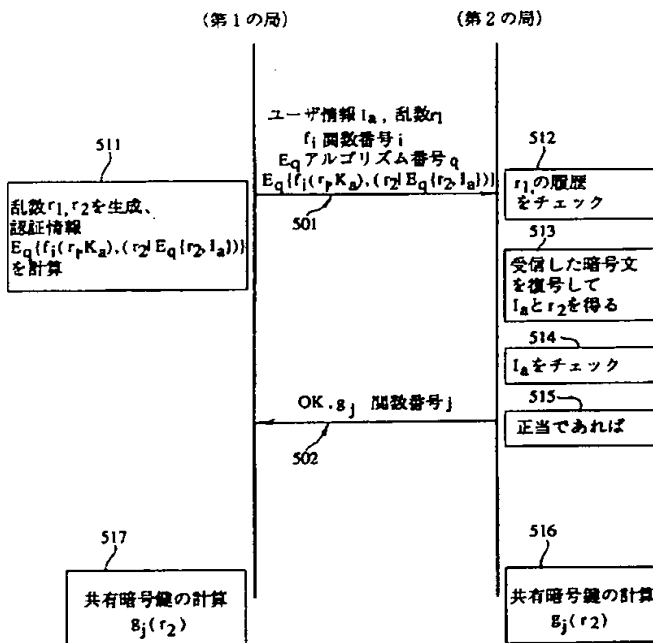 (第1の局)
(第2の局)
ユーザ情報Ia, 乱数r1
fi 関数番号 i
Eq アルゴリズム番号 q
Eq{fi(r1,Ka),(r2|Eq{r2,Ia})}
501
511
乱数r1,r2を生成、
認証情報
Eq{fi(r1,Ka),(r2|Eq{r2,Ia})}
を計算
512
r1の履歴
をチェック
513
受信した暗号文
を復号して
Iaとr2を得る
514
Iaをチェック
OK, gj 関数番号 j
502
515
正当であれば
517
共有暗号鍵の計算
gj(r2)
516
共有暗号鍵の計算
gj(r2)